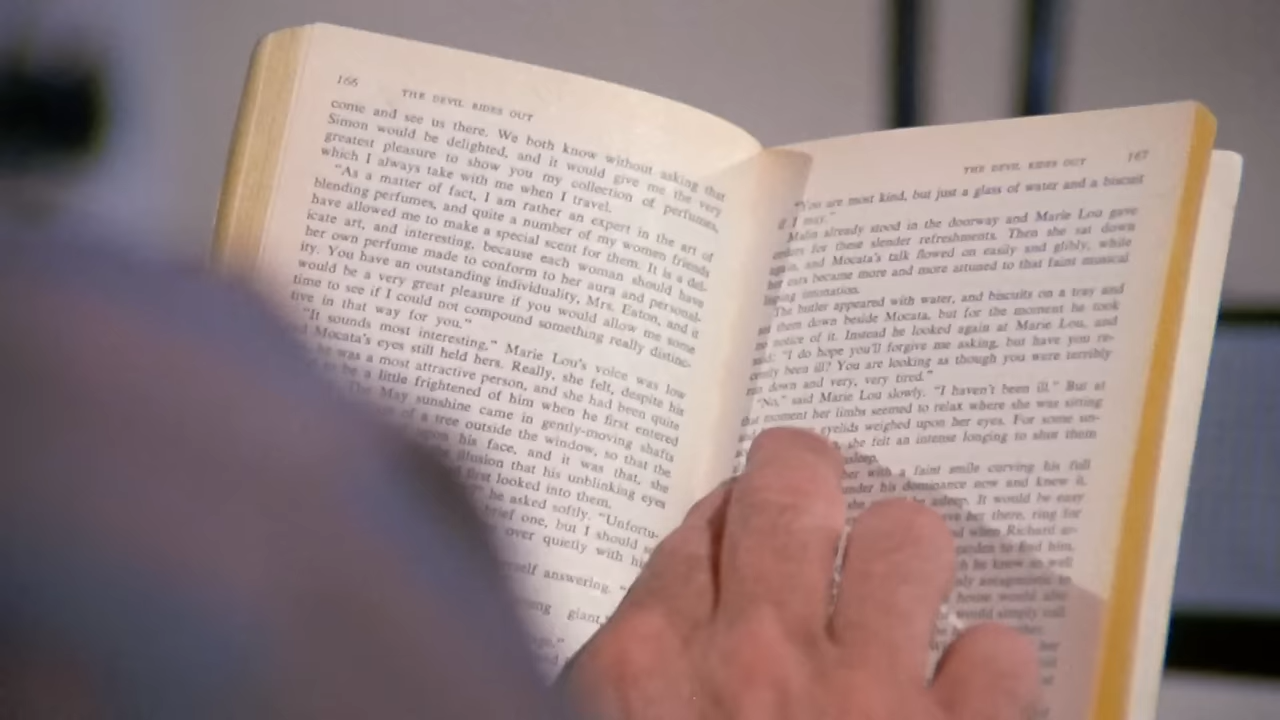 166
THE DEVIL RIDES OUT
come and see us there. We both know without asking that
Simon would be delighted, and it would give me the very
greatest pleasure to show you my collection of perfumes,
which I always take with me when I travel.
"As a matter of fact, I am rather an expert in the art of
blending perfumes, and quite a number of my women friends
have allowed me to make a special scent for them. It is a del-
icate art, and interesting, because each woman should have
her own perfume made to conform to her aura and personal-
ity. You have an outstanding individuality, Mrs. Eaton, and it
would be a very great pleasure if you would allow me some
time to see if I could not compound something really distinc-
tive in that way for you."
"It sounds most interesting." Marie Lou's voice was low
Mocata's eyes still held hers. Really, she felt, despite his
was a most attractive person, and she had been quite
be a little frightened of him when he first entered
The May sunshine came in gently-moving shafts
of a tree outside the window, so that the
upon his face, and it was that, she
the illusion that his unblinking eyes
first looked into them.
he asked softly. "Unfortu-
brief one, but I should
over quietly with
answering.
giant,
THE DEVIL RIDES OUT
167
"You are most kind, but just a glass of water and a biscuit
if I may."
Malin already stood in the doorway and Marie Lou gave
orders for these slender refreshments. Then she sat down
again, and Mocata's talk flowed on easily and glibly, while
her ears became more and more attuned to that faint musical
lisping intonation.
The butler appeared with water, and biscuits on a tray and
set them down beside Mocata, but for the moment he took
no notice of it. Instead he looked again at Marie Lou, and
said: "I do hope you'll forgive me asking, but have you re-
cently been ill? You are looking as though you were terribly
run down and very, very tired."
"No," said Marie Lou slowly. "I haven't been ill." But at
that moment her limbs seemed to relax where she was sitting
eyelids weighed upon her eyes. For some un-
she felt an intense longing to shut them
asleep.
her with a faint smile curving his full
under his dominance now and knew it.
asleep. It would be easy
her there, ring for
when Richard
garden to find him,
he knew so well
antagonistic to
house would also
would simply call
her